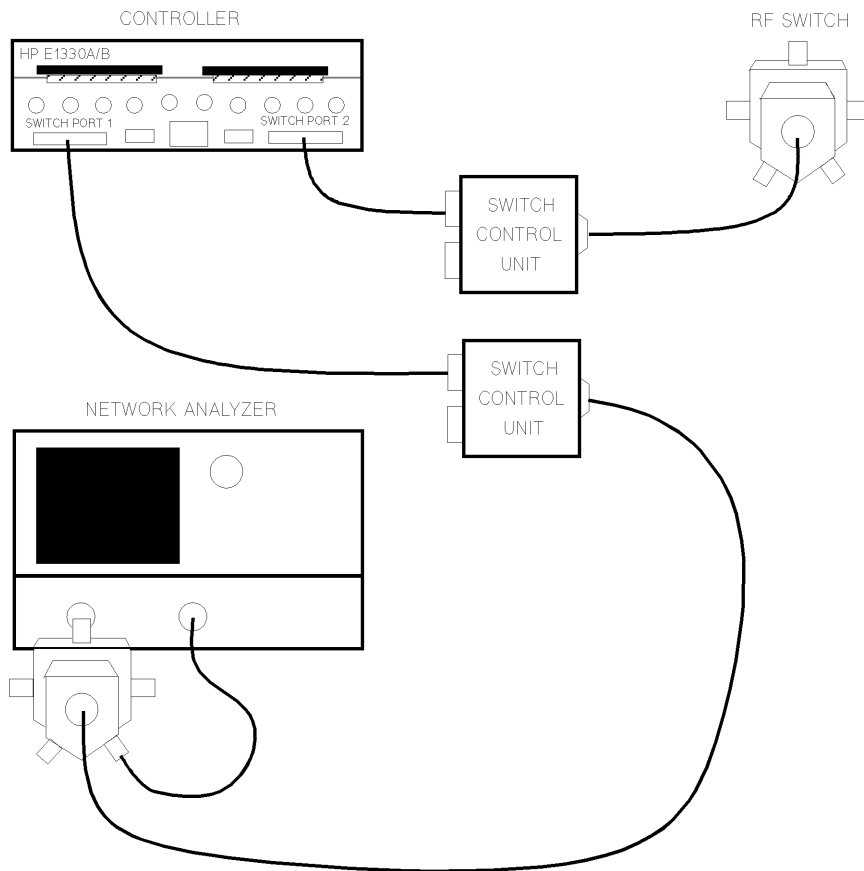 CONTROLLER
RF SWITCH
HP E1330A/B
SWITCH PORT 1
SWITCH PORT 2
SWITCH
CONTROL
UNIT
SWITCH
CONTROL
UNIT
NETWORK ANALYZER